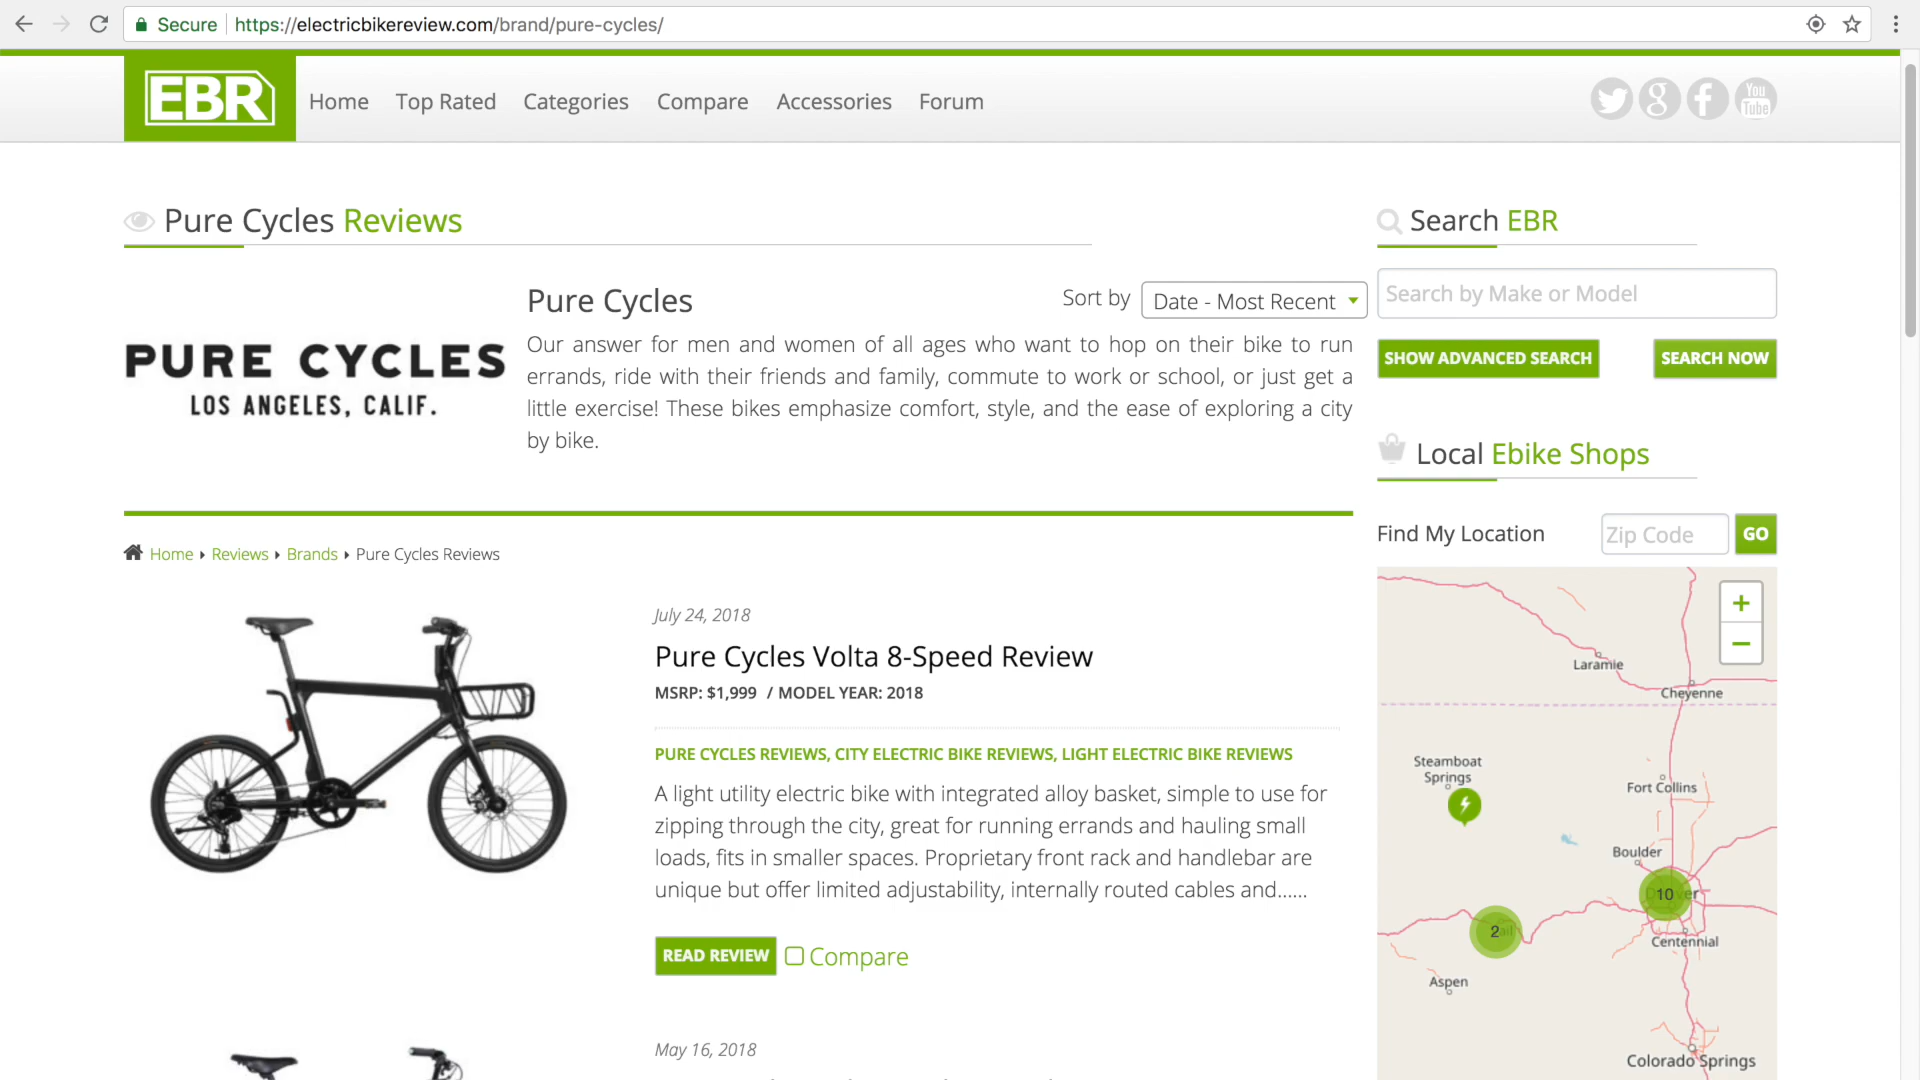 Secure https://electricbikereview.com/brand/pure-cycles/
EBR Home Top Rated Categories Compare Accessories Forum You Tube
Pure Cycles Reviews
Search EBR
Pure Cycles
Sort by Date - Most Recent
Search by Make or Model
PURE CYCLES
LOS ANGELES, CALIF.
Our answer for men and women of all ages who want to hop on their bike to run
errands, ride with their friends and family, commute to work or school, or just get a
little exercise! These bikes emphasize comfort, style, and the ease of exploring a city
by bike.
SHOW ADVANCED SEARCH SEARCH NOW
Local Ebike Shops
Find My Location Zip Code GO
Home Reviews Brands Pure Cycles Reviews
July 24, 2018
Pure Cycles Volta 8-Speed Review
MSRP: $1,999 / MODEL YEAR: 2018
PURE CYCLES REVIEWS, CITY ELECTRIC BIKE REVIEWS, LIGHT ELECTRIC BIKE REVIEWS
A light utility electric bike with integrated alloy basket, simple to use for
zipping through the city, great for running errands and hauling small
loads, fits in smaller spaces. Proprietary front rack and handlebar are
unique but offer limited adjustability, internally routed cables and......
READ REVIEW Compare
May 16, 2018
+
−
Laramie
Cheyenne
Steamboat
Springs
Fort Collins
Boulder
10
2
Centennial
Aspen
Colorado Springs